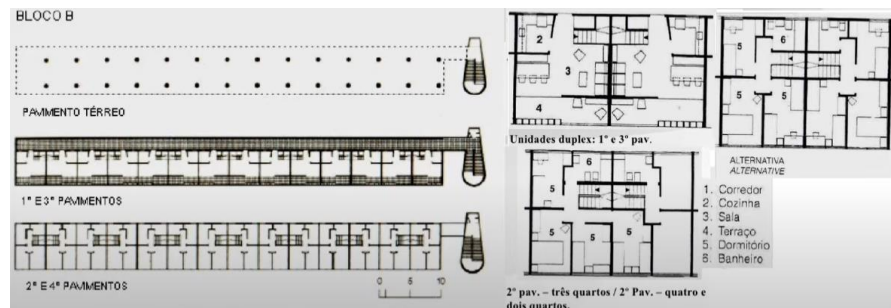 BLOCO B
PAVIMENTO TÉRREO
1º E 3º PAVIMENTOS
2º E 4º PAVIMENTOS
0 5 10
2
3
4
Unidades duplex: 1º e 3º pav.
5
6
5
5
5
ALTERNATIVA
ALTERNATIVE
5
6
5
5
5
1. Corredor
2. Cozinha
3. Sala
4. Terraço
5. Dormitório
6. Banheiro
2º pav. – três quartos / 2º Pav. – quatro e
dois quartos.